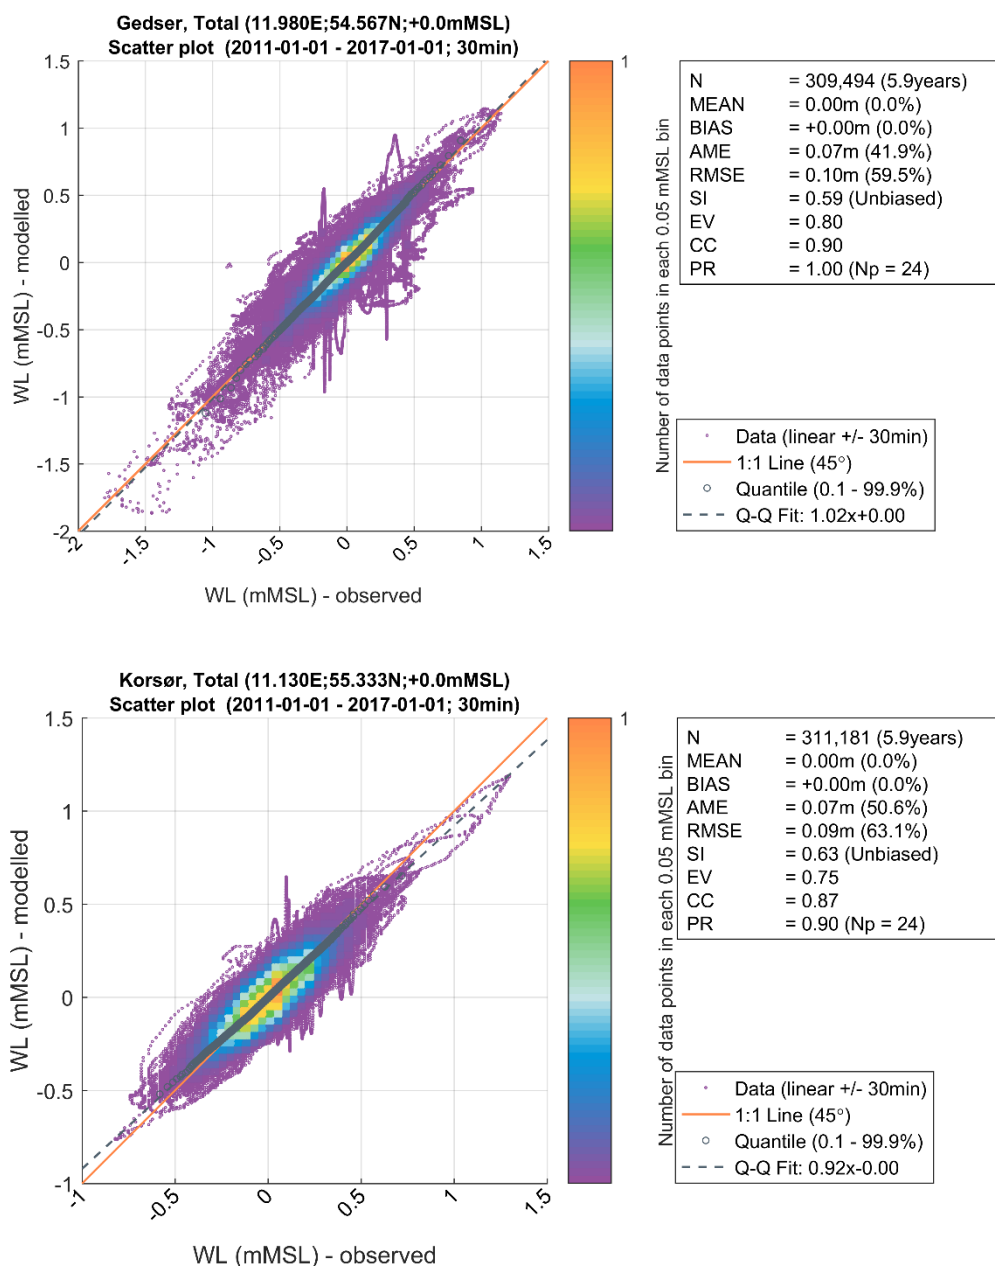 Gedser, Total (11.980E;54.567N;+0.0mMSL)
Scatter plot (2011-01-01 - 2017-01-01; 30min)
1.5
1
0.5
0
-0.5
-1
-1.5
-2
WL (mMSL) - modelled
-2
-1.5
-1
-0.5
0
0.5
1
1.5
WL (mMSL) - observed
1
Number of data points in each 0.05 mMSL bin
N = 309,494 (5.9years)
MEAN = 0.00m (0.0%)
BIAS = +0.00m (0.0%)
AME = 0.07m (41.9%)
RMSE = 0.10m (59.5%)
SI = 0.59 (Unbiased)
EV = 0.80
CC = 0.90
PR = 1.00 (Np = 24)
Data (linear +/- 30min)
1:1 Line (45°)
Quantile (0.1 - 99.9%)
Q-Q Fit: 1.02x+0.00
Korsør, Total (11.130E;55.333N;+0.0mMSL)
Scatter plot (2011-01-01 - 2017-01-01; 30min)
1.5
1
0.5
0
-0.5
-1
WL (mMSL) - modelled
-1
-0.5
0
0.5
1
1.5
WL (mMSL) - observed
1
Number of data points in each 0.05 mMSL bin
N = 311,181 (5.9years)
MEAN = 0.00m (0.0%)
BIAS = +0.00m (0.0%)
AME = 0.07m (50.6%)
RMSE = 0.09m (63.1%)
SI = 0.63 (Unbiased)
EV = 0.75
CC = 0.87
PR = 0.90 (Np = 24)
Data (linear +/- 30min)
1:1 Line (45°)
Quantile (0.1 - 99.9%)
Q-Q Fit: 0.92x-0.00